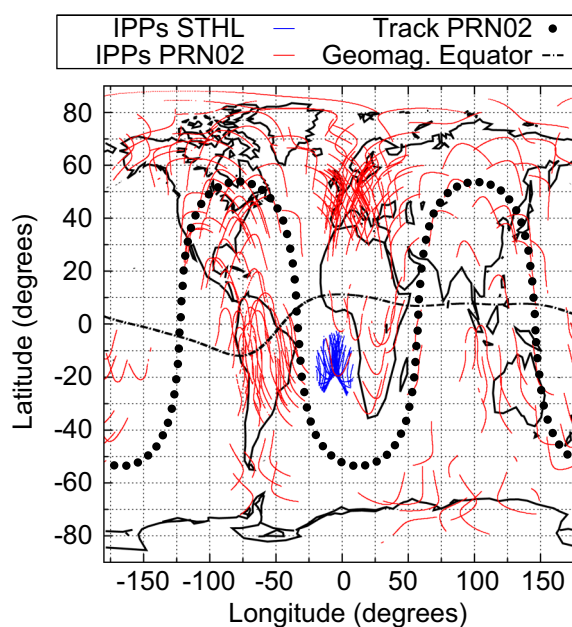 IPPs STHL Track PRN02
IPPs PRN02 Geomag. Equator
80
60
40
20
0
-20
-40
-60
-80
Latitude (degrees)
-150 -100 -50 0 50 100 150
Longitude (degrees)